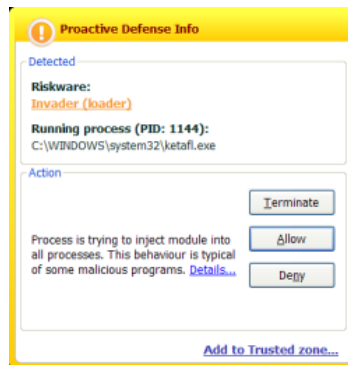 Proactive Defense Info
Detected
Riskware:
Invader (loader)
Running process (PID: 1144):
C:\WINDOWS\system32\ketafl.exe
Action
Terminate
Process is trying to inject module into
all processes. This behaviour is typical
of some malicious programs. Details...
Allow
Deny
Add to Trusted zone...